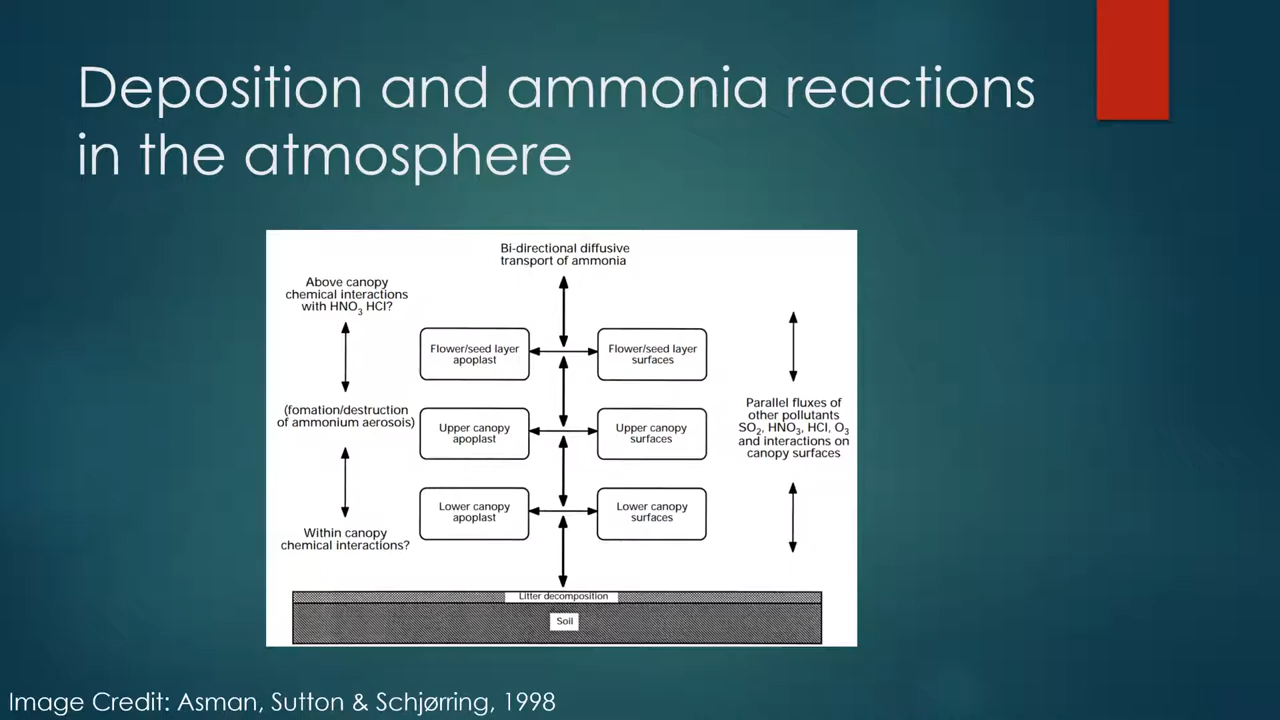 Deposition and ammonia reactions
in the atmosphere
Bi-directional diffusive
transport of ammonia
Above canopy
chemical interactions
with HNO3 HCl?
Flower/seed layer
apoplast
Flower/seed layer
surfaces
(fomation/destruction
of ammonium aerosis)
Upper canopy
apoplast
Upper canopy
surfaces
Parallel fluxes of
other pollutants
SO2, HNO3, HCl, O3
and interactions on
canopy surfaces
Lower canopy
apoplast
Lower canopy
surfaces
Within canopy
chemical interactions?
Litter decomposition
Soil
Image Credit: Asman, Sutton & Schjørring, 1998